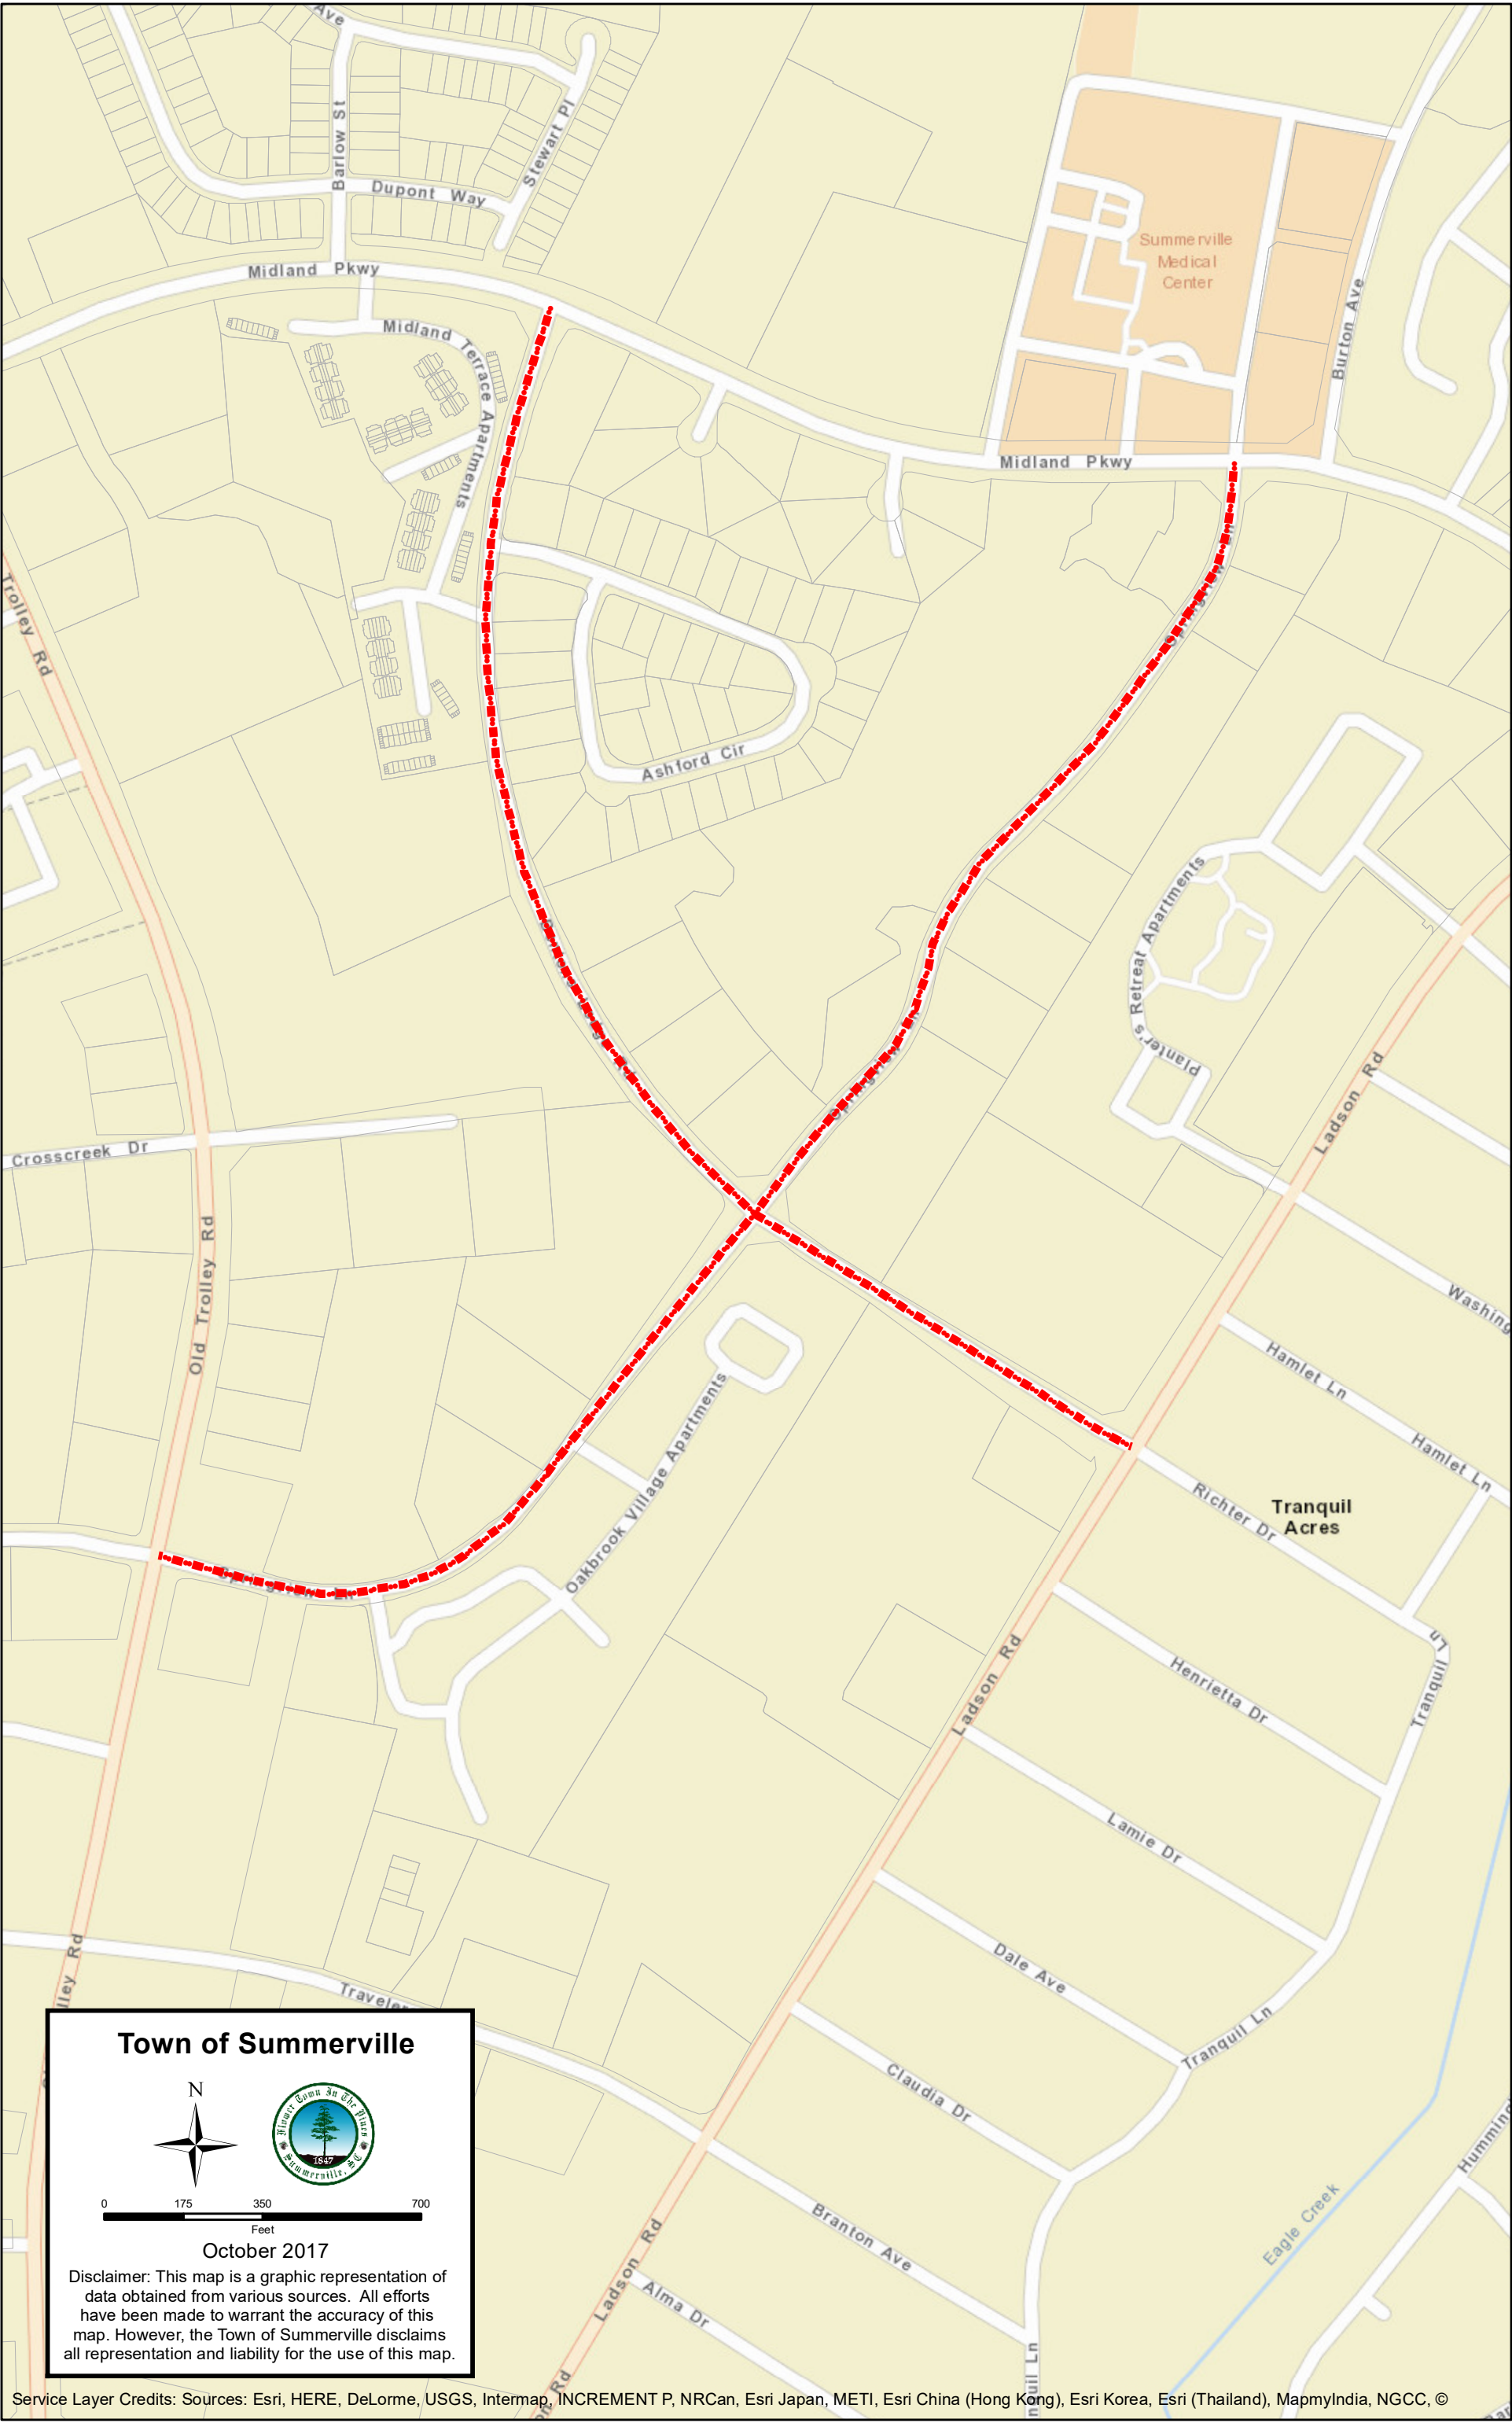 Ave
Barlow St
Stewart Pl
Dupont Way
Midland Pkwy
Summerville
Medical
Center
Burton Ave
Midland Terrace Apartments
Midland Pkwy
Trolley Rd
Ashford Cir
Planter's Retreat Apartments
Ladson Rd
Crosscreek Dr
Old Trolley Rd
Hamlet Ln
Hamlet Ln
Oakbrook Village Apartments
Richter Dr
Tranquil
Acres
Tranquil Ln
Henrietta Dr
Ladson Rd
Lamie Dr
Dale Ave
Tranquil Ln
Claudia Dr
Branton Ave
Eagle Creek
Ladson Rd
Alma Dr
Town of Summerville
N
Flower Town In The Pines
1847
Summerville, SC
0 175 350 700
Feet
October 2017
Disclaimer: This map is a graphic representation of
data obtained from various sources. All efforts
have been made to warrant the accuracy of this
map. However, the Town of Summerville disclaims
all representation and liability for the use of this map.
Service Layer Credits: Sources: Esri, HERE, DeLorme, USGS, Intermap, INCREMENT P, NRCan, Esri Japan, METI, Esri China (Hong Kong), Esri Korea, Esri (Thailand), MapmyIndia, NGCC, ©